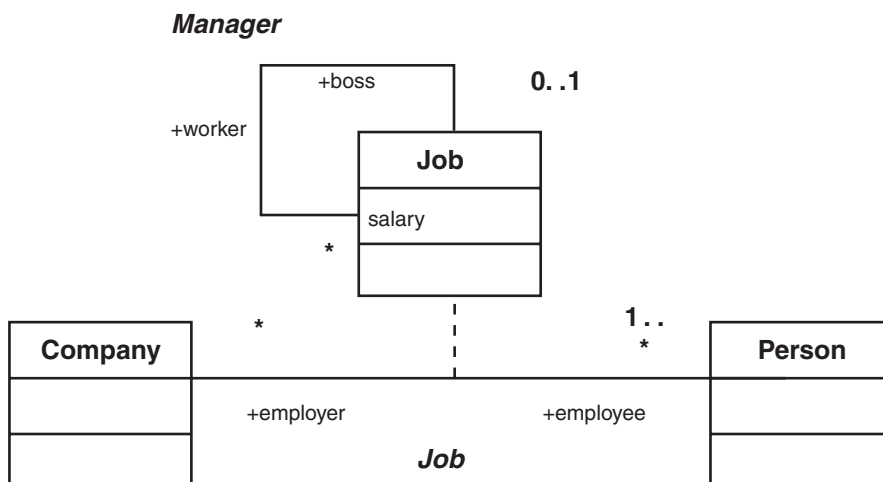 Manager
+boss
0. .1
+worker
Job
salary
*
*
1 . .
*
Company
Person
+employer
+employee
Job